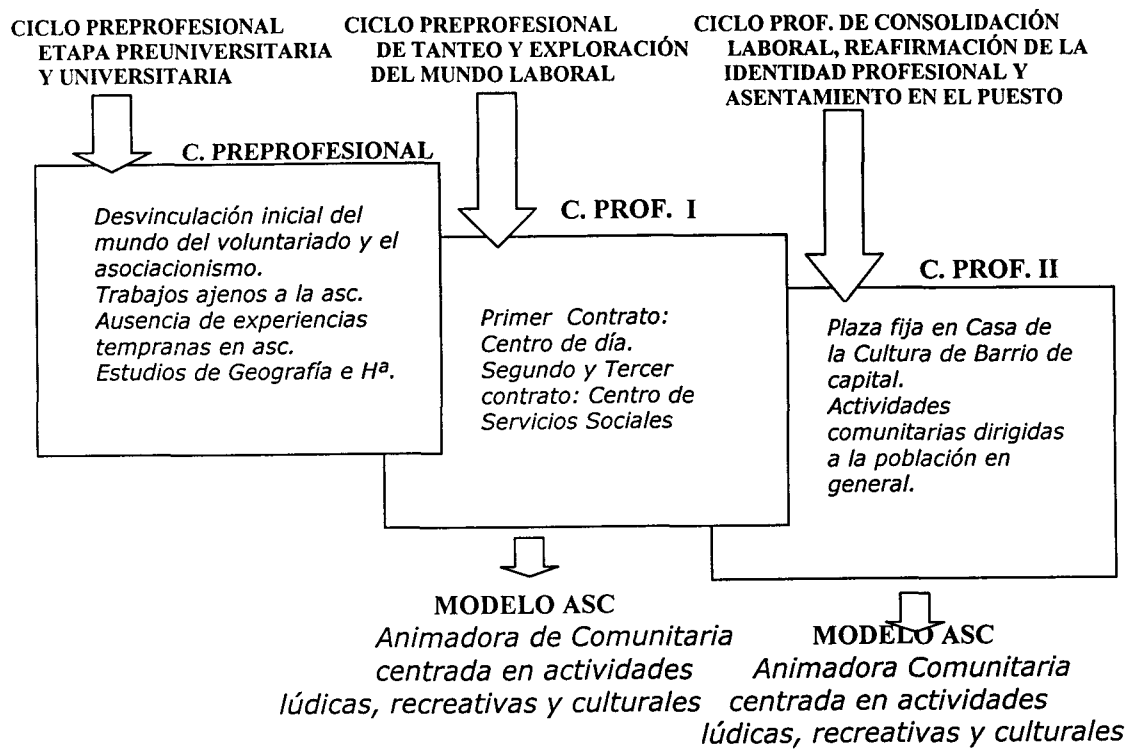 CICLO PREPROFESIONAL
ETAPA PREUNIVERSITARIA
Y UNIVERSITARIA
CICLO PREPROFESIONAL
DE TANTEO Y EXPLORACIÓN
DEL MUNDO LABORAL
CICLO PROF. DE CONSOLIDACIÓN
LABORAL, REAFIRMACIÓN DE LA
IDENTIDAD PROFESIONAL Y
ASENTAMIENTO EN EL PUESTO
C. PREPROFESIONAL
Desvinculación inicial del
mundo del voluntariado y el
asociacionismo.
Trabajos ajenos a la asc.
Ausencia de experiencias
tempranas en asc.
Estudios de Geografía e Hª.
C. PROF. I
Primer Contrato:
Centro de día.
Segundo y Tercer
contrato: Centro de
Servicios Sociales
C. PROF. II
Plaza fija en Casa de
la Cultura de Barrio de
capital.
Actividades
comunitarias dirigidas
a la población en
general.
MODELO ASC
Animadora de Comunitaria
centrada en actividades
lúdicas, recreativas y culturales
MODELO ASC
Animadora Comunitaria
centrada en actividades
lúdicas, recreativas y culturales